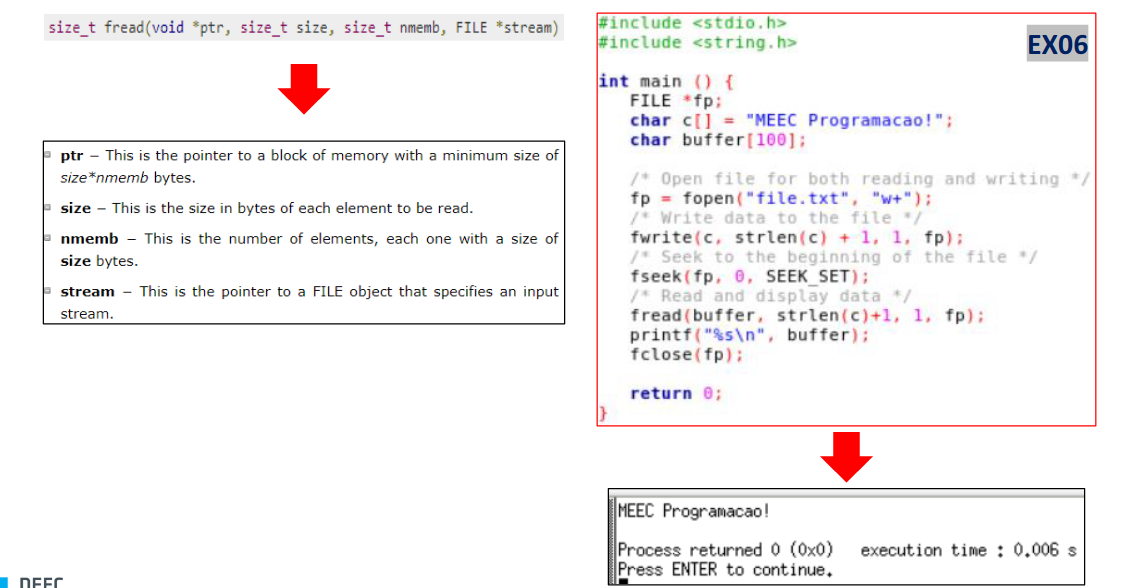 size_t fread(void *ptr, size_t size, size_t nmemb, FILE *stream)
ptr – This is the pointer to a block of memory with a minimum size of
size*nmemb bytes.
size – This is the size in bytes of each element to be read.
nmemb – This is the number of elements, each one with a size of
size bytes.
stream – This is the pointer to a FILE object that specifies an input
stream.
#include <stdio.h>
#include <string.h>
EX06
int main () {
   FILE *fp;
   char c[] = "MEEC Programacao!";
   char buffer[100];
   /* Open file for both reading and writing */
   fp = fopen("file.txt", "w+");
   /* Write data to the file */
   fwrite(c, strlen(c) + 1, 1, fp);
   /* Seek to the beginning of the file */
   fseek(fp, 0, SEEK_SET);
   /* Read and display data */
   fread(buffer, strlen(c)+1, 1, fp);
   printf("%s\n", buffer);
   fclose(fp);
   return 0;
}
MEEC Programacao!
Process returned 0 (0x0)   execution time : 0.006 s
Press ENTER to continue.
DEEC